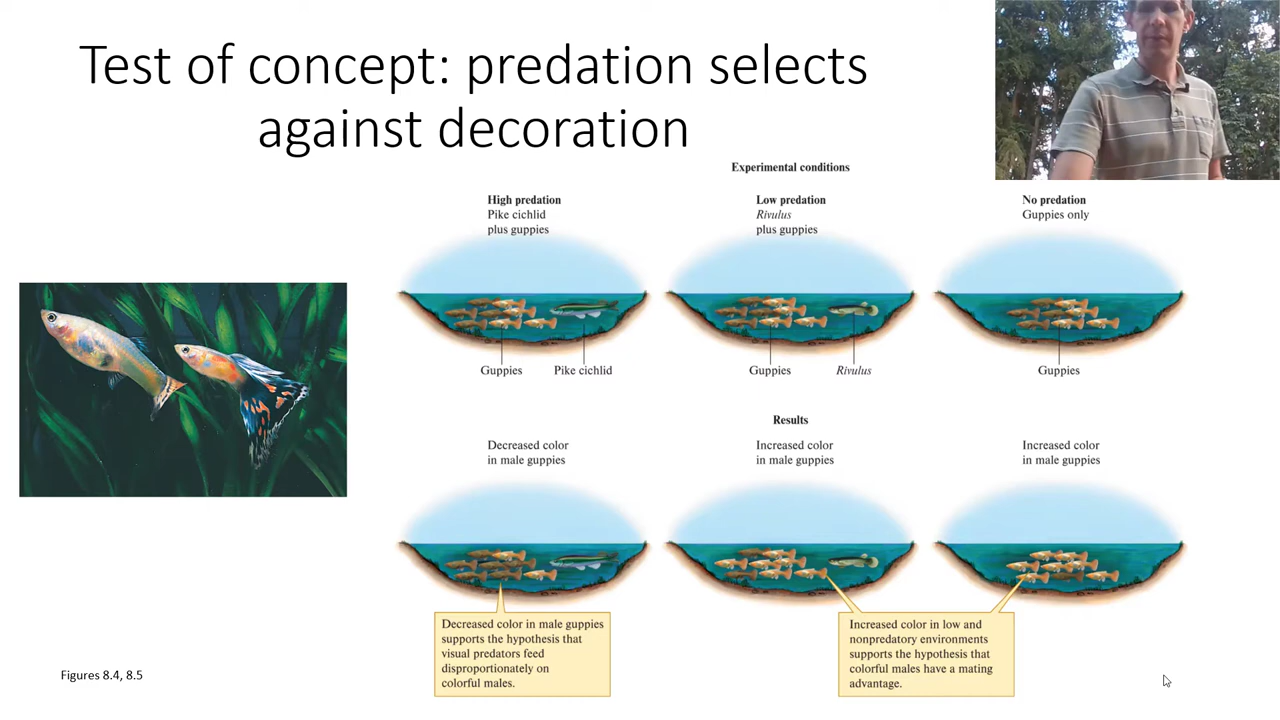 Test of concept: predation selects
against decoration
Experimental conditions
High predation
Pike cichlid
plus guppies
Low predation
Rivulus
plus guppies
No predation
Guppies only
Guppies
Pike cichlid
Guppies
Rivulus
Guppies
Results
Decreased color
in male guppies
Increased color
in male guppies
Increased color
in male guppies
Decreased color in male guppies
supports the hypothesis that
visual predators feed
disproportionately on
colorful males.
Increased color in low and
nonpredatory environments
supports the hypothesis that
colorful males have a mating
advantage.
Figures 8.4, 8.5